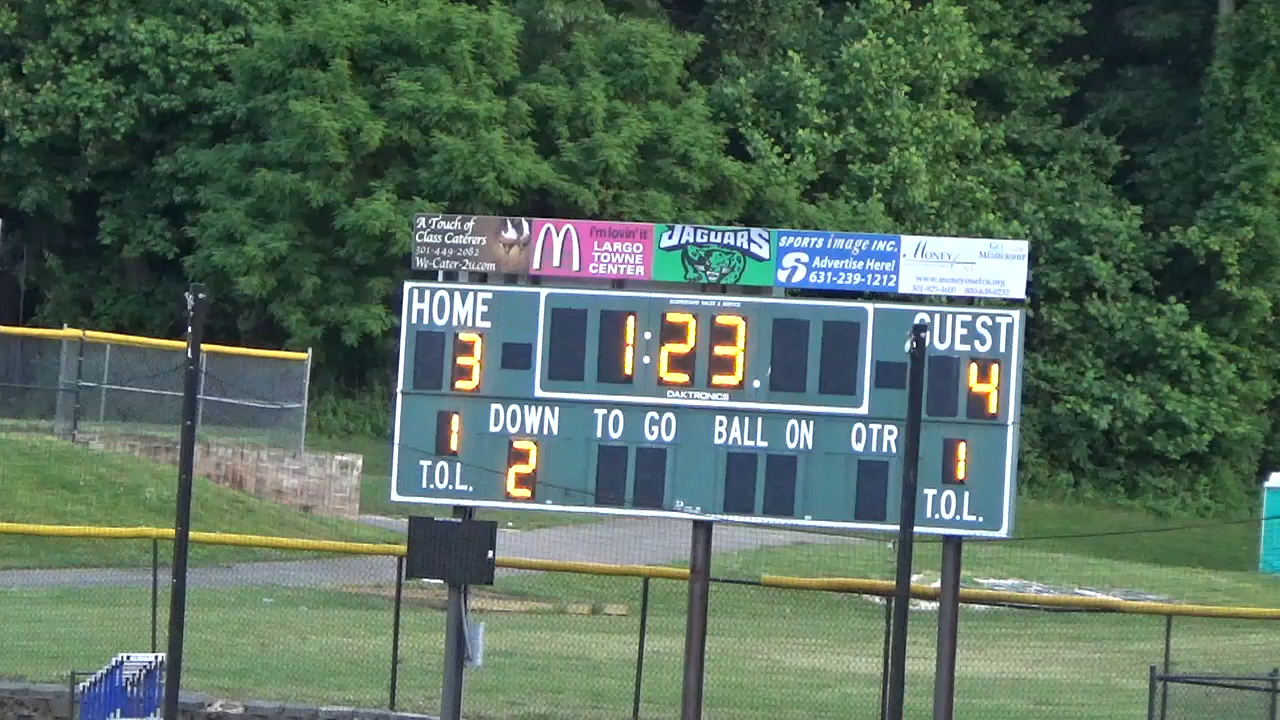 A Touch of
Class Caterers
301-449-2082
We-Cater-2u.com
i'm lovin' it
LARGO
TOWNE
CENTER
JAGUARS
SPORTS image INC.
Advertise Here!
631-239-1212
MONEY
MEMBERSHIP
HOME
1:23.
GUEST
3
4
DAKTRONICS
DOWN TO GO BALL ON QTR
1
2
1
T.O.L.
T.O.L.